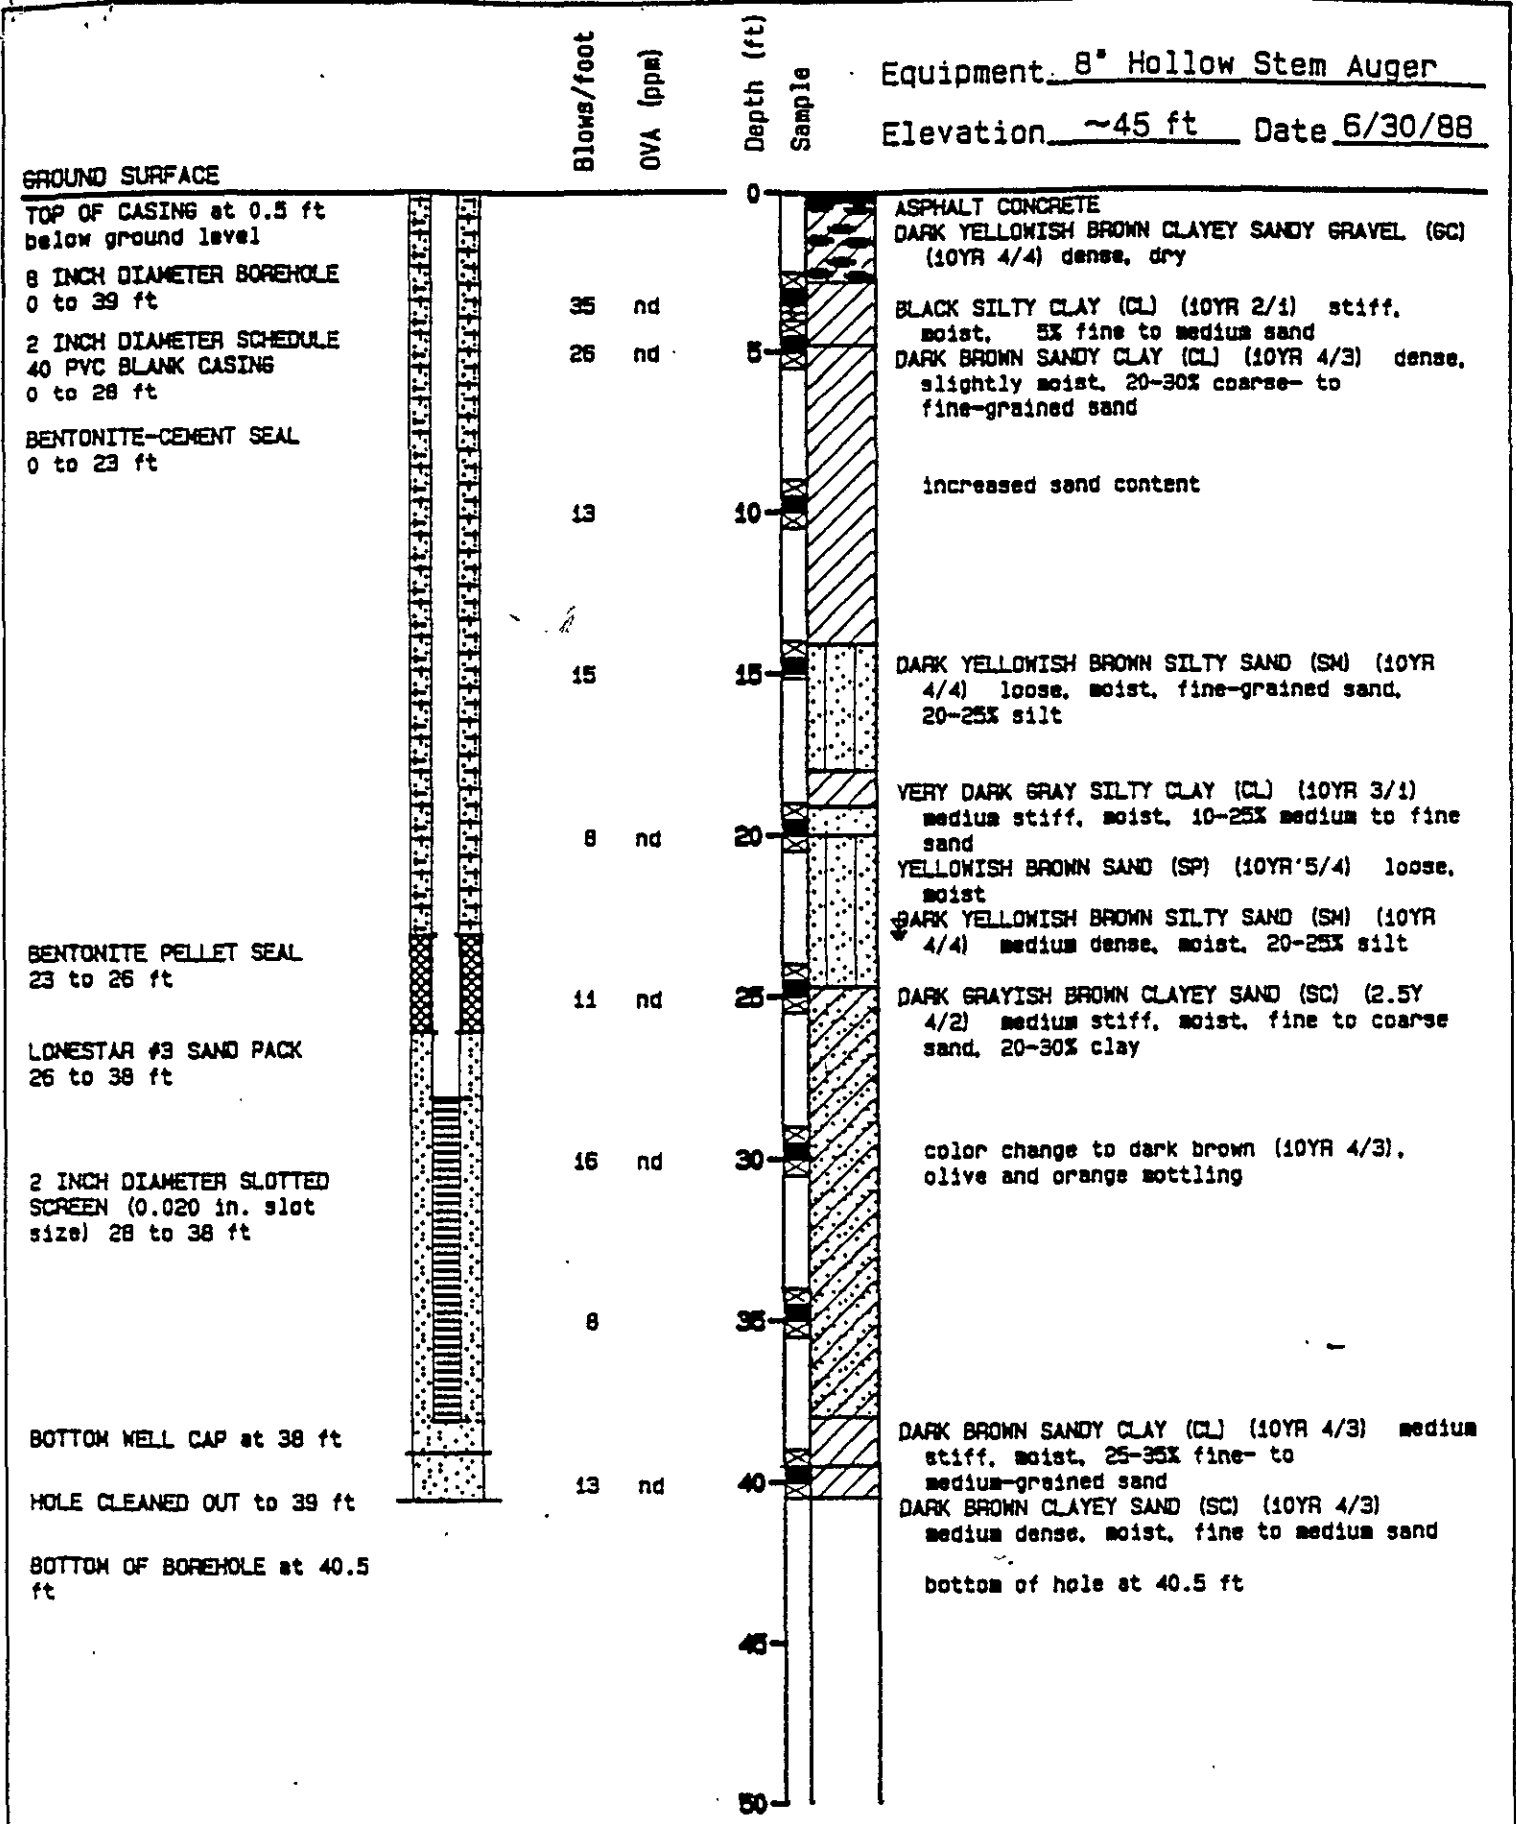 Blows/foot
OVA (ppm)
Depth (ft)
Sample
Equipment 8" Hollow Stem Auger
Elevation ~45 ft Date 6/30/88
GROUND SURFACE
TOP OF CASING at 0.5 ft
below ground level
8 INCH DIAMETER BOREHOLE
0 to 39 ft
2 INCH DIAMETER SCHEDULE
40 PVC BLANK CASING
0 to 28 ft
BENTONITE-CEMENT SEAL
0 to 23 ft
BENTONITE PELLET SEAL
23 to 26 ft
LONESTAR #3 SAND PACK
26 to 38 ft
2 INCH DIAMETER SLOTTED
SCREEN (0.020 in. slot
size) 28 to 38 ft
BOTTOM WELL CAP at 38 ft
HOLE CLEANED OUT to 39 ft
BOTTOM OF BOREHOLE at 40.5
ft
35 nd
26 nd
13
15
8 nd
11 nd
16 nd
8
13 nd
0
5
10
15
20
25
30
35
40
45
50
ASPHALT CONCRETE
DARK YELLOWISH BROWN CLAYEY SANDY GRAVEL (GC)
(10YR 4/4) dense, dry
BLACK SILTY CLAY (CL) (10YR 2/1) stiff,
moist, 5% fine to medium sand
DARK BROWN SANDY CLAY (CL) (10YR 4/3) dense,
slightly moist, 20-30% coarse- to
fine-grained sand
increased sand content
DARK YELLOWISH BROWN SILTY SAND (SM) (10YR
4/4) loose, moist, fine-grained sand,
20-25% silt
VERY DARK GRAY SILTY CLAY (CL) (10YR 3/1)
medium stiff, moist, 10-25% medium to fine
sand
YELLOWISH BROWN SAND (SP) (10YR 5/4) loose,
moist
DARK YELLOWISH BROWN SILTY SAND (SM) (10YR
4/4) medium dense, moist, 20-25% silt
DARK GRAYISH BROWN CLAYEY SAND (SC) (2.5Y
4/2) medium stiff, moist, fine to coarse
sand, 20-30% clay
color change to dark brown (10YR 4/3),
olive and orange mottling
DARK BROWN SANDY CLAY (CL) (10YR 4/3) medium
stiff, moist, 25-35% fine- to
medium-grained sand
DARK BROWN CLAYEY SAND (SC) (10YR 4/3)
medium dense, moist, fine to medium sand
bottom of hole at 40.5 ft